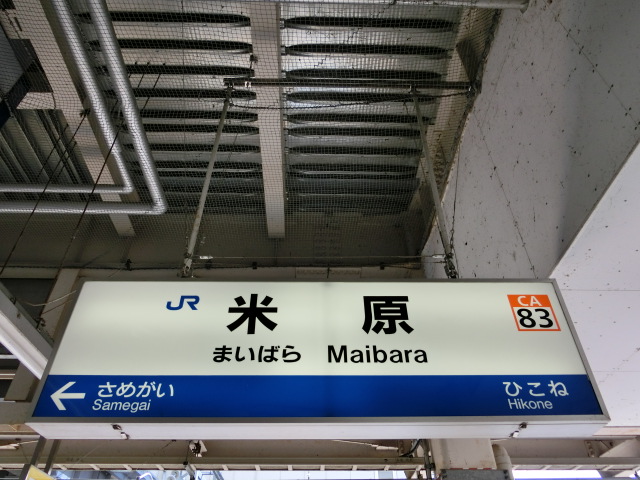 JR 米原 CA
83
まいばら Maibara
← さめがい ひこね
Samegai Hikone